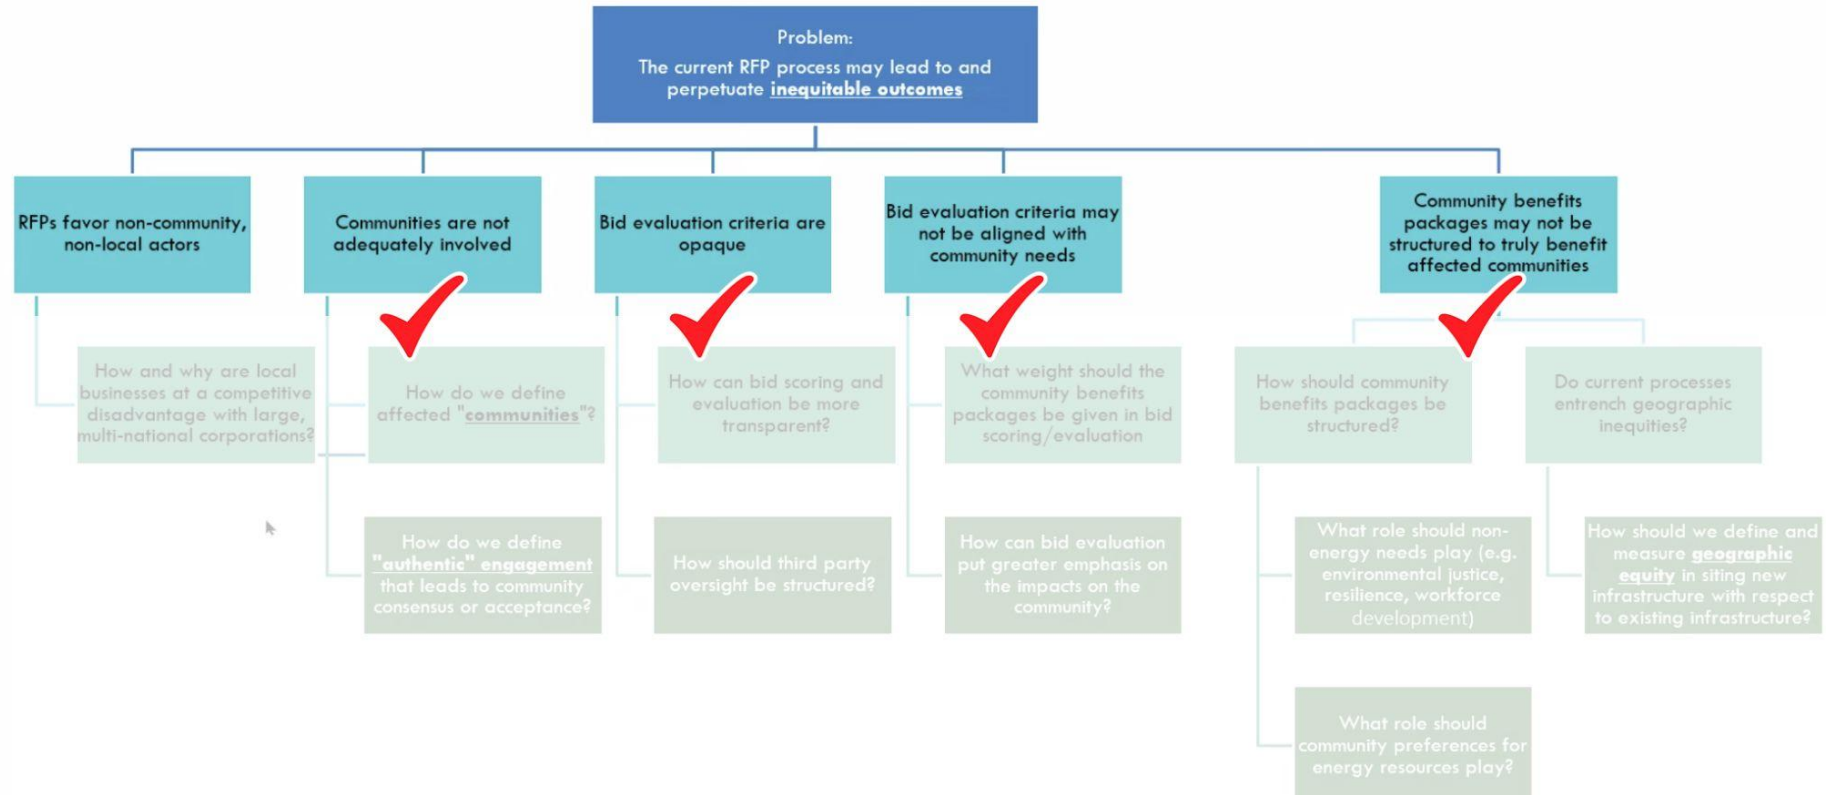 Problem:
The current RFP process may lead to and
perpetuate inequitable outcomes
RFPs favor non-community,
non-local actors
Communities are not
adequately involved
Bid evaluation criteria are
opaque
Bid evaluation criteria may
not be aligned with
community needs
Community benefits
packages may not be
structured to truly benefit
affected communities
How and why are local
businesses at a competitive
disadvantage with large,
multi-national corporations?
How do we define
affected "communities"?
How can bid scoring and
evaluation be more
transparent?
What weight should the
community benefits
packages be given in bid
scoring/evaluation
How should community
benefits packages be
structured?
Do current processes
entrench geographic
inequities?
How do we define
"authentic" engagement
that leads to community
consensus or acceptance?
How should third party
oversight be structured?
How can bid evaluation
put greater emphasis on
the impacts on the
community?
What role should non-
energy needs play (e.g.
environmental justice,
resilience, workforce
development)
How should we define and
measure geographic
equity in siting new
infrastructure with respect
to existing infrastructure?
What role should
community preferences for
energy resources play?